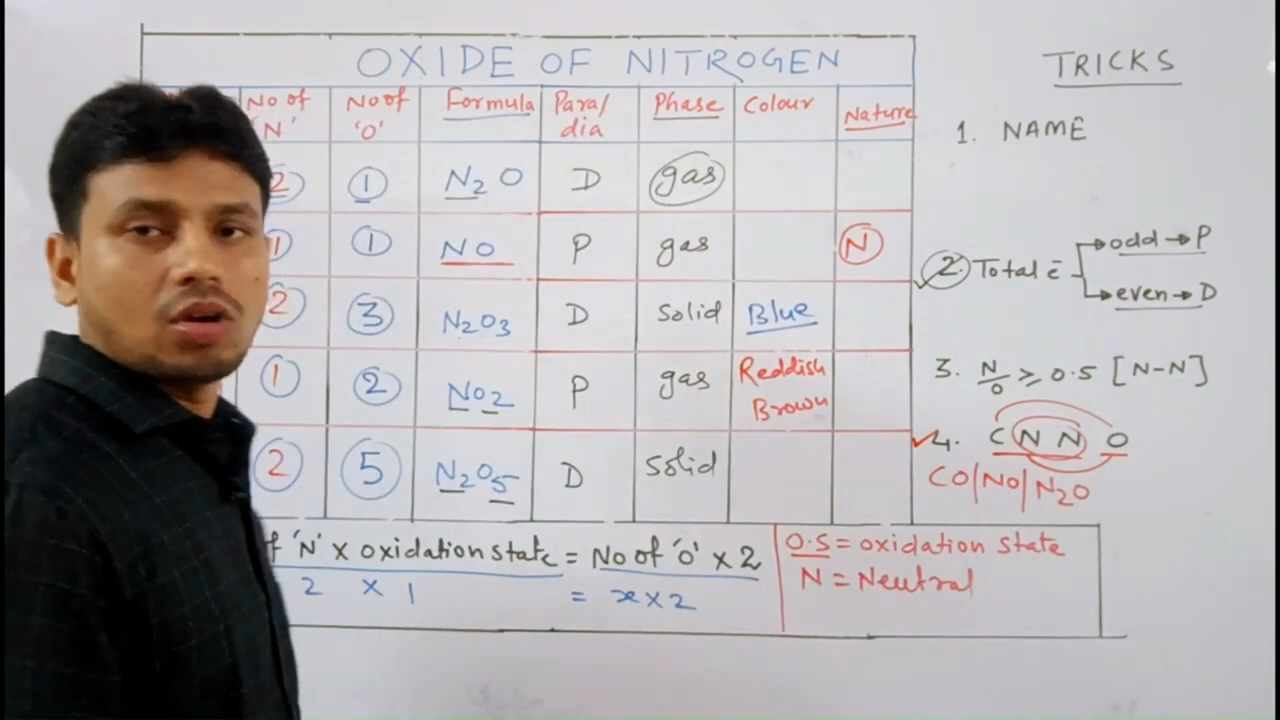 OXIDE OF NITROGEN
No of 'N' No of 'O' Formula Para/dia Phase Colour Nature
2 1 N₂O D gas
1 1 NO P gas N
2 3 N₂O₃ D Solid Blue
1 2 NO₂ P gas Reddish Brown
2 5 N₂O₅ D Solid
f 'N' x oxidation state = No of 'O' x 2
2 x 1 = x x 2
O.S = oxidation state
N = Neutral
TRICKS
1. NAME
2. Total ē odd → P
even → D
3. N/O ≥ 0.5 [N-N]
4. C N N O
CO/NO/N₂O